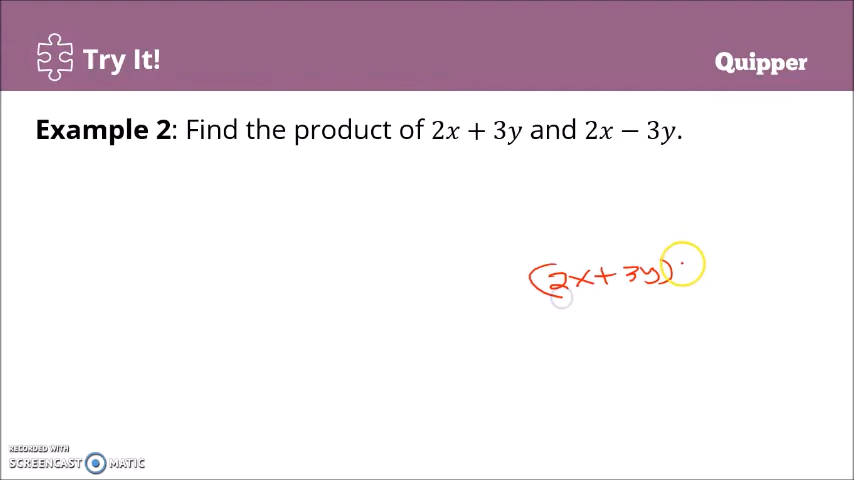 Try It!
Quipper
Example 2: Find the product of 2x + 3y and 2x − 3y.
(2x + 3y)
RECORDED WITH
SCREENCAST MATIC